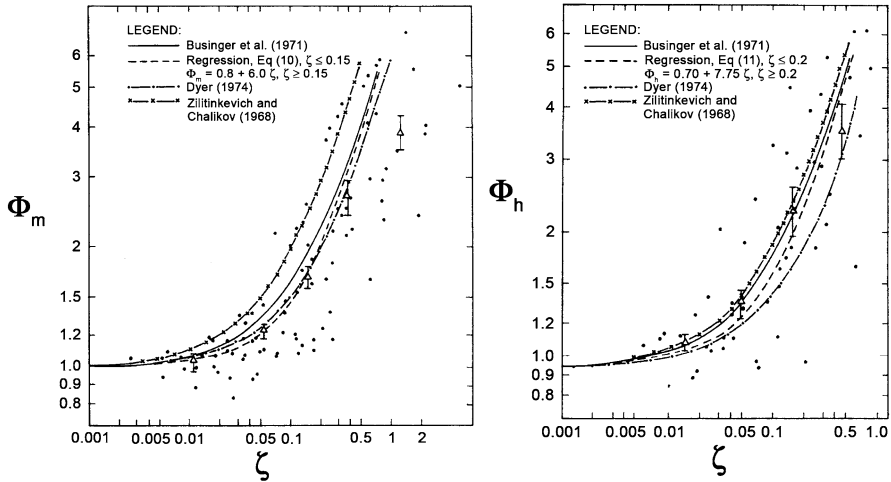 LEGEND:
Businger et al. (1971)
Regression, Eq (10), ζ ≤ 0.15
Φm = 0.8 + 6.0 ζ, ζ ≥ 0.15
Dyer (1974)
Zilitinkevich and
Chalikov (1968)
6
5
4
3
2
1.5
1.2
1.0
0.9
0.8
Φm
0.001
0.005
0.01
0.05
0.1
0.5
1
2
ζ
LEGEND:
Businger et al. (1971)
Regression, Eq (11), ζ ≤ 0.2
Φh = 0.70 + 7.75 ζ, ζ ≥ 0.2
Dyer (1974)
Zilitinkevich and
Chalikov (1968)
6
5
4
3
2
1.5
1.2
1.0
0.9
0.8
Φh
0.001
0.005
0.01
0.05
0.1
0.5
1.0
ζ